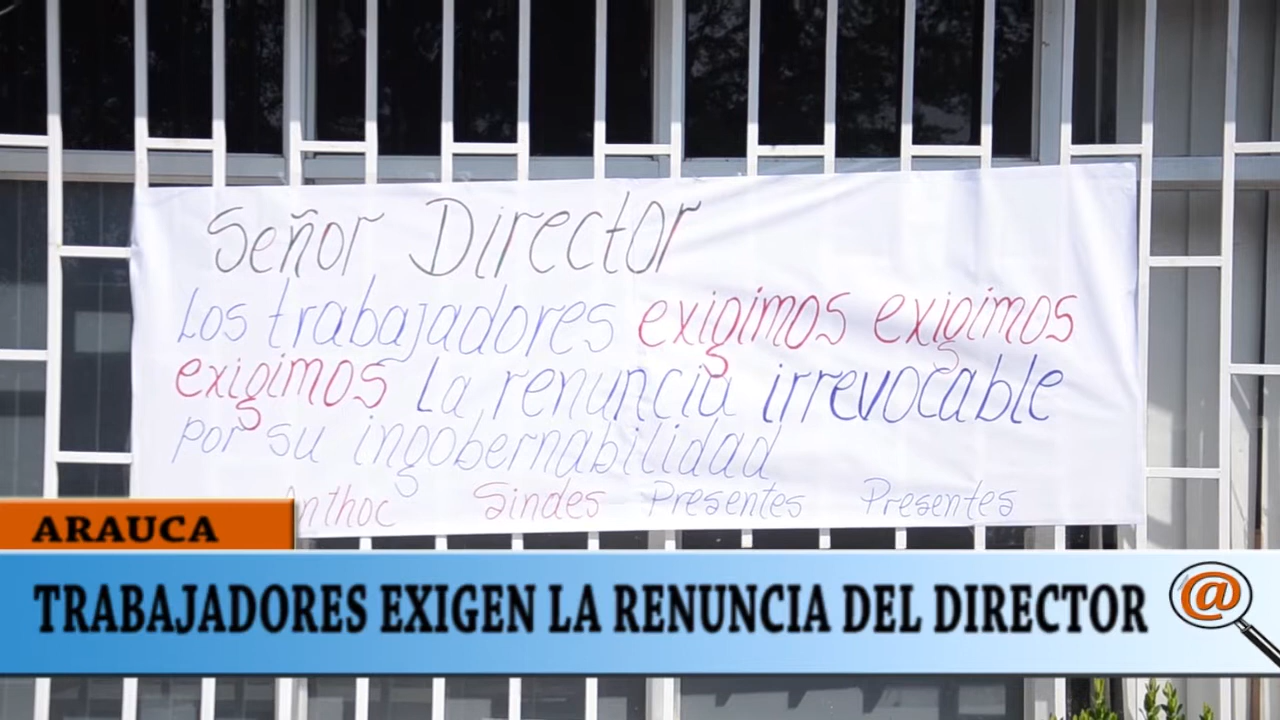 Señor Director
Los trabajadores exigimos exigimos
exigimos La renuncia irrevocable
por su ingobernabilidad
Anthoc Sindes Presentes Presentes
ARAUCA
TRABAJADORES EXIGEN LA RENUNCIA DEL DIRECTOR
@